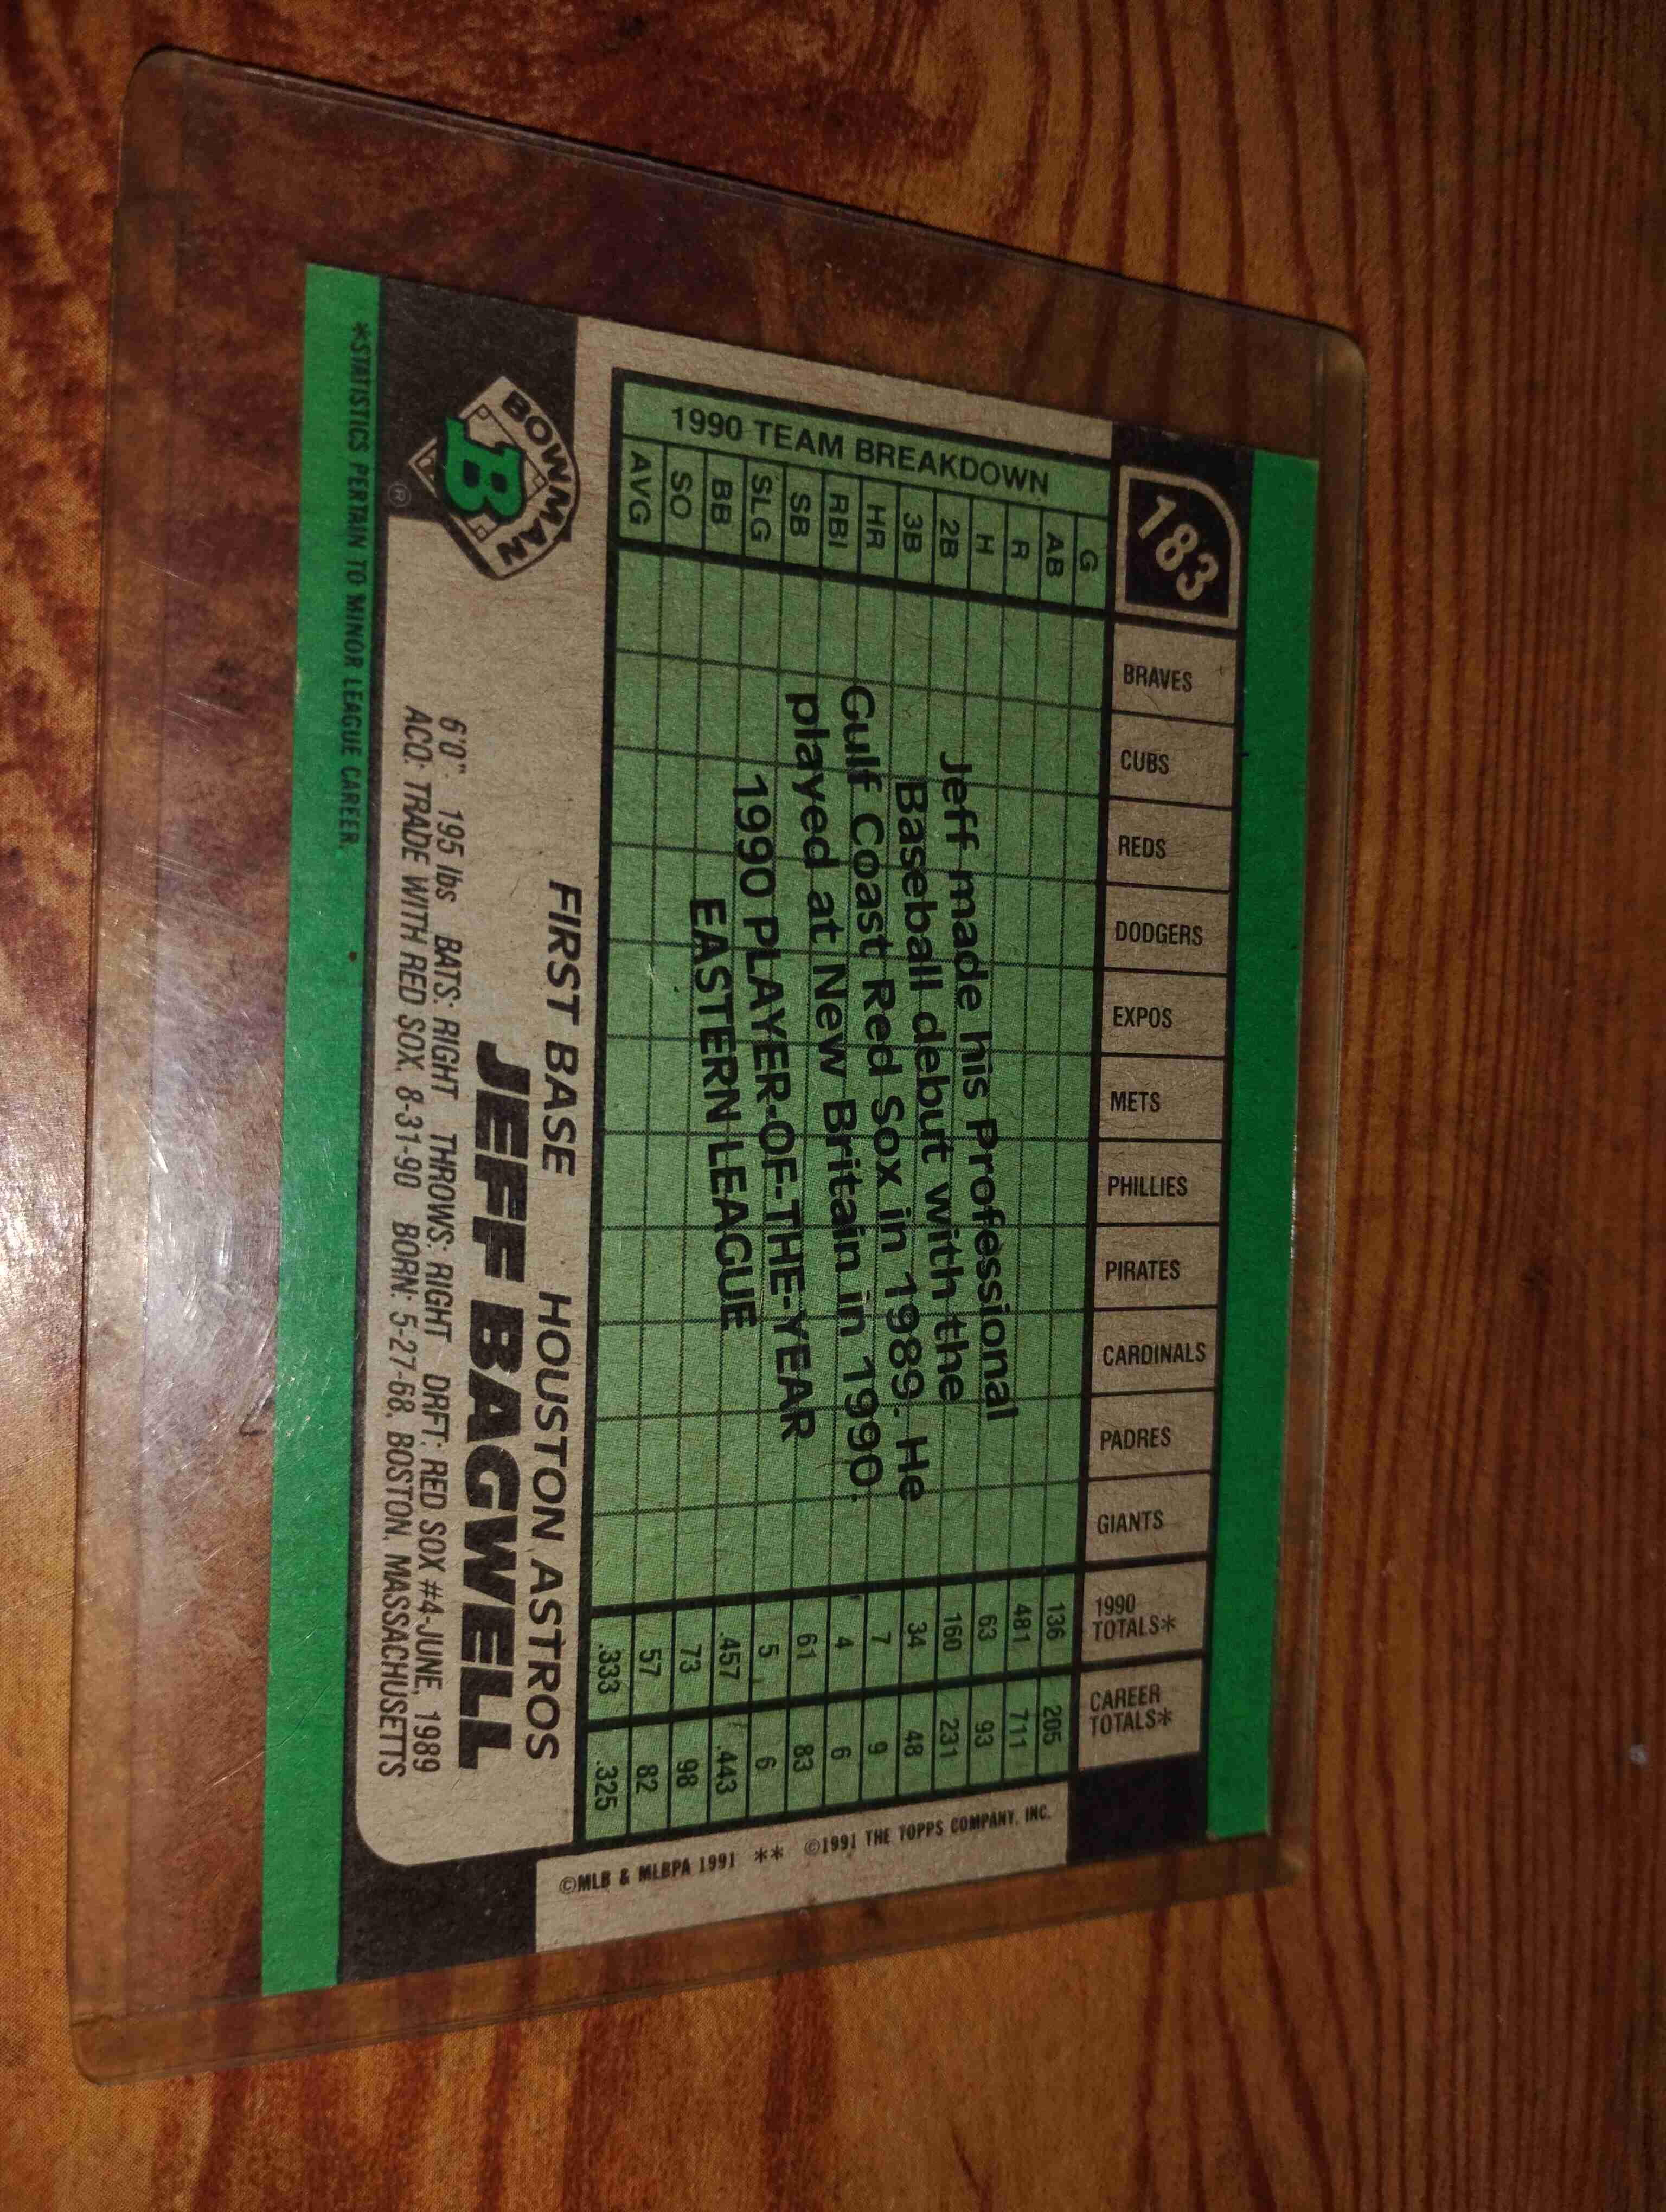 183 BRAVES CUBS REDS DODGERS EXPOS METS PHILLIES PIRATES CARDINALS PADRES GIANTS 1990 TOTALS* CAREER TOTALS*
1990 TEAM BREAKDOWN
G 136 205
AB 481 711
R 63 93
H 160 231
2B 34 48
3B 7 9
HR 4 6
RBI 61 83
SB 5 6
SLG .457 .443
BB 73 98
SO 57 82
AVG .333 .325
Jeff made his Professional
Baseball debut with the
Gulf Coast Red Sox in 1989. He
played at New Britain in 1990.
1990 PLAYER-OF-THE-YEAR
EASTERN LEAGUE
©MLB & MLBPA 1991 ** ©1991 THE TOPPS COMPANY, INC.
BOWMAN
B
®
FIRST BASE HOUSTON ASTROS
JEFF BAGWELL
6'0" 195 lbs BATS: RIGHT THROWS: RIGHT DRFT: RED SOX #4-JUNE, 1989
ACQ: TRADE WITH RED SOX, 8-31-90 BORN: 5-27-68, BOSTON, MASSACHUSETTS
*STATISTICS PERTAIN TO MINOR LEAGUE CAREER.